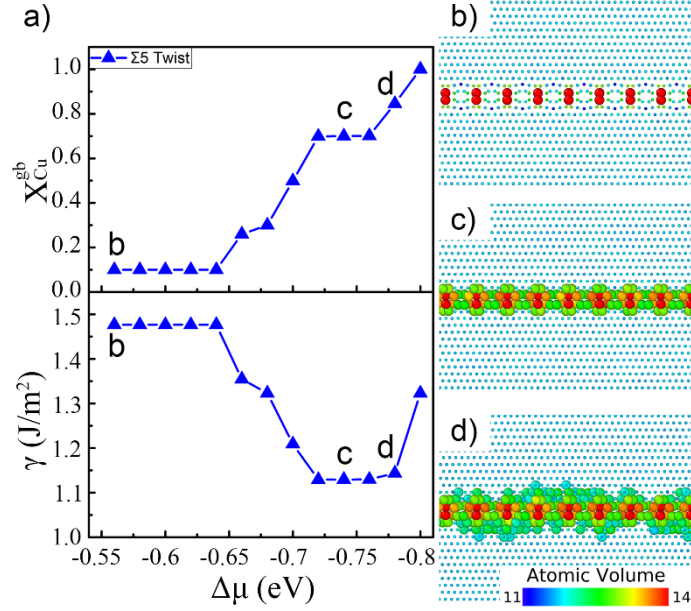 a)
Σ5 Twist
X^gb_Cu
1.0
0.8
0.6
0.4
0.2
0.0
b
c
d
γ (J/m²)
1.5
1.4
1.3
1.2
1.1
1.0
b
c
d
-0.55
-0.6
-0.65
-0.7
-0.75
-0.8
Δμ (eV)
b)
c)
d)
Atomic Volume
11
14